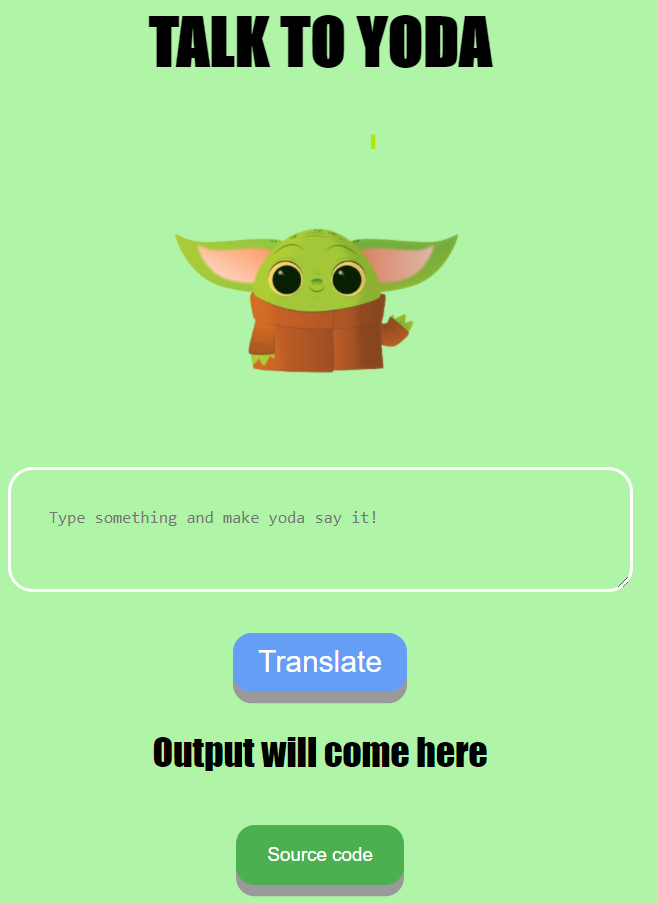 TALK TO YODA
Type something and make yoda say it!
Translate
Output will come here
Source code